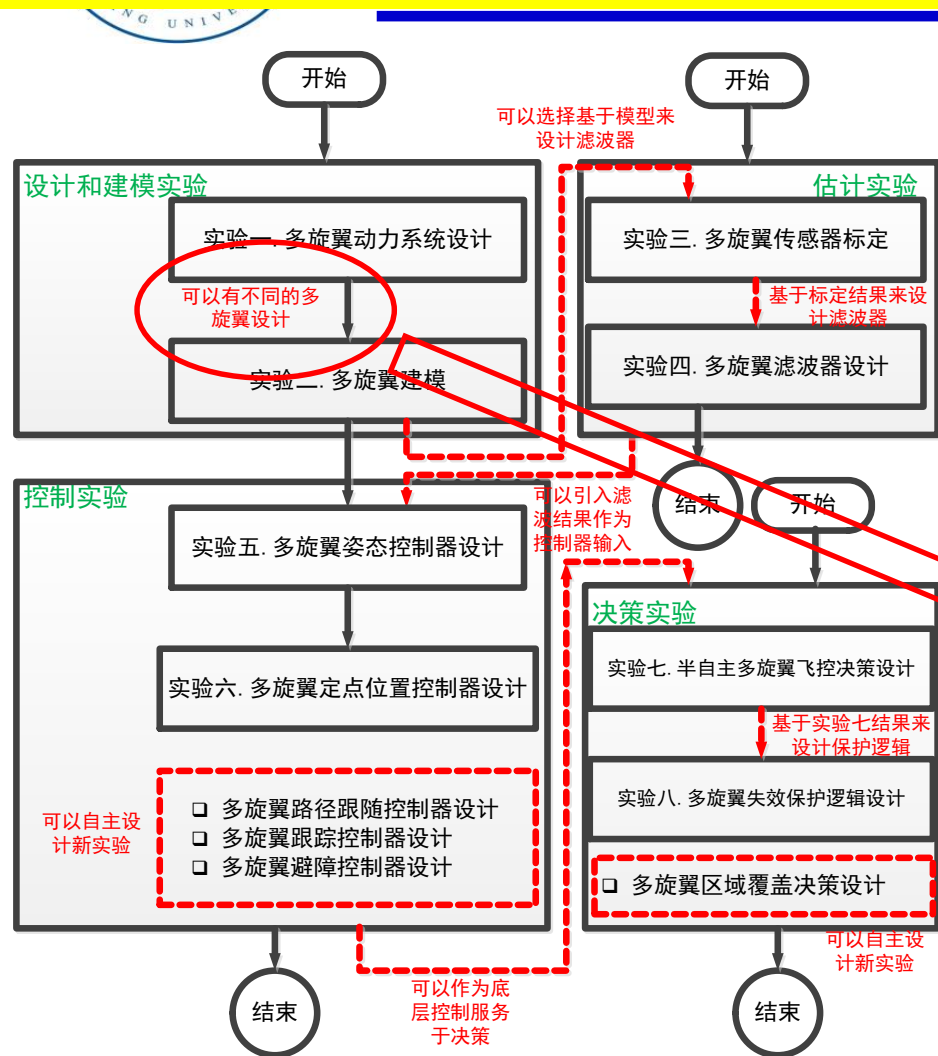 NG UNIVE
开始
开始
可以选择基于模型来
设计滤波器
设计和建模实验
估计实验
实验一. 多旋翼动力系统设计
实验三. 多旋翼传感器标定
可以有不同的多
旋翼设计
基于标定结果来设
计滤波器
实验二. 多旋翼建模
实验四. 多旋翼滤波器设计
控制实验
可以引入滤
波结果作为
控制器输入
结束
开始
实验五. 多旋翼姿态控制器设计
决策实验
实验六. 多旋翼定点位置控制器设计
实验七. 半自主多旋翼飞控决策设计
基于实验七结果来
设计保护逻辑
实验八. 多旋翼失效保护逻辑设计
可以自主设
计新实验
❑ 多旋翼路径跟随控制器设计
❑ 多旋翼跟踪控制器设计
❑ 多旋翼避障控制器设计
❑ 多旋翼区域覆盖决策设计
可以自主设
计新实验
结束
可以作为底
层控制服务
于决策
结束